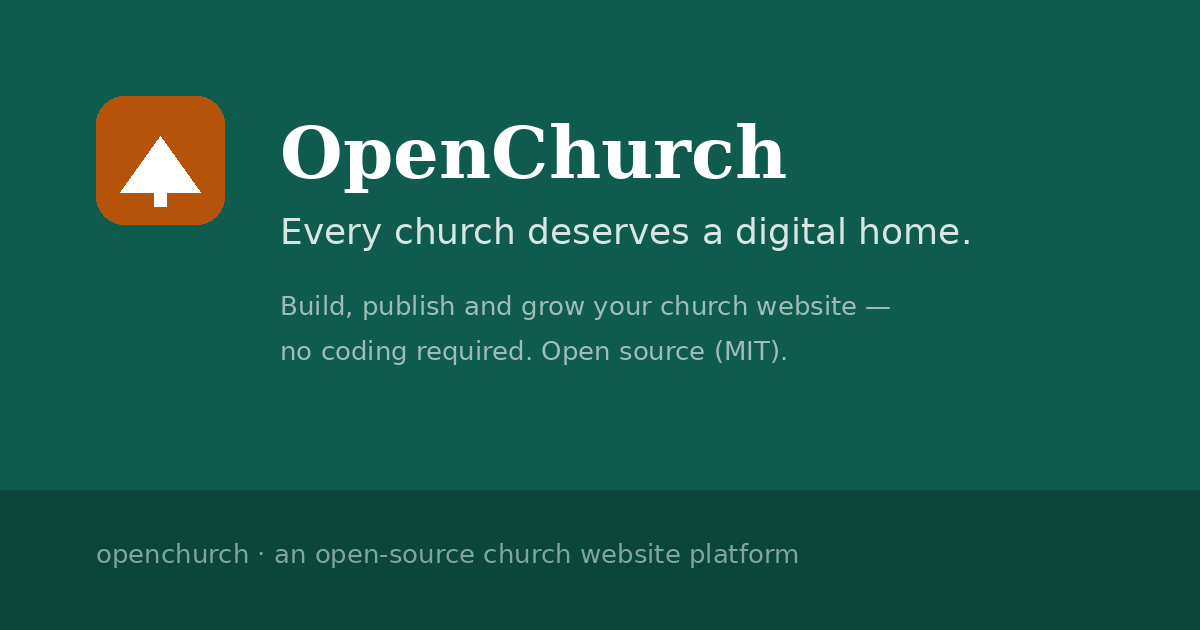 OpenChurch
Every church deserves a digital home.
Build, publish and grow your church website —
no coding required. Open source (MIT).
openchurch · an open-source church website platform